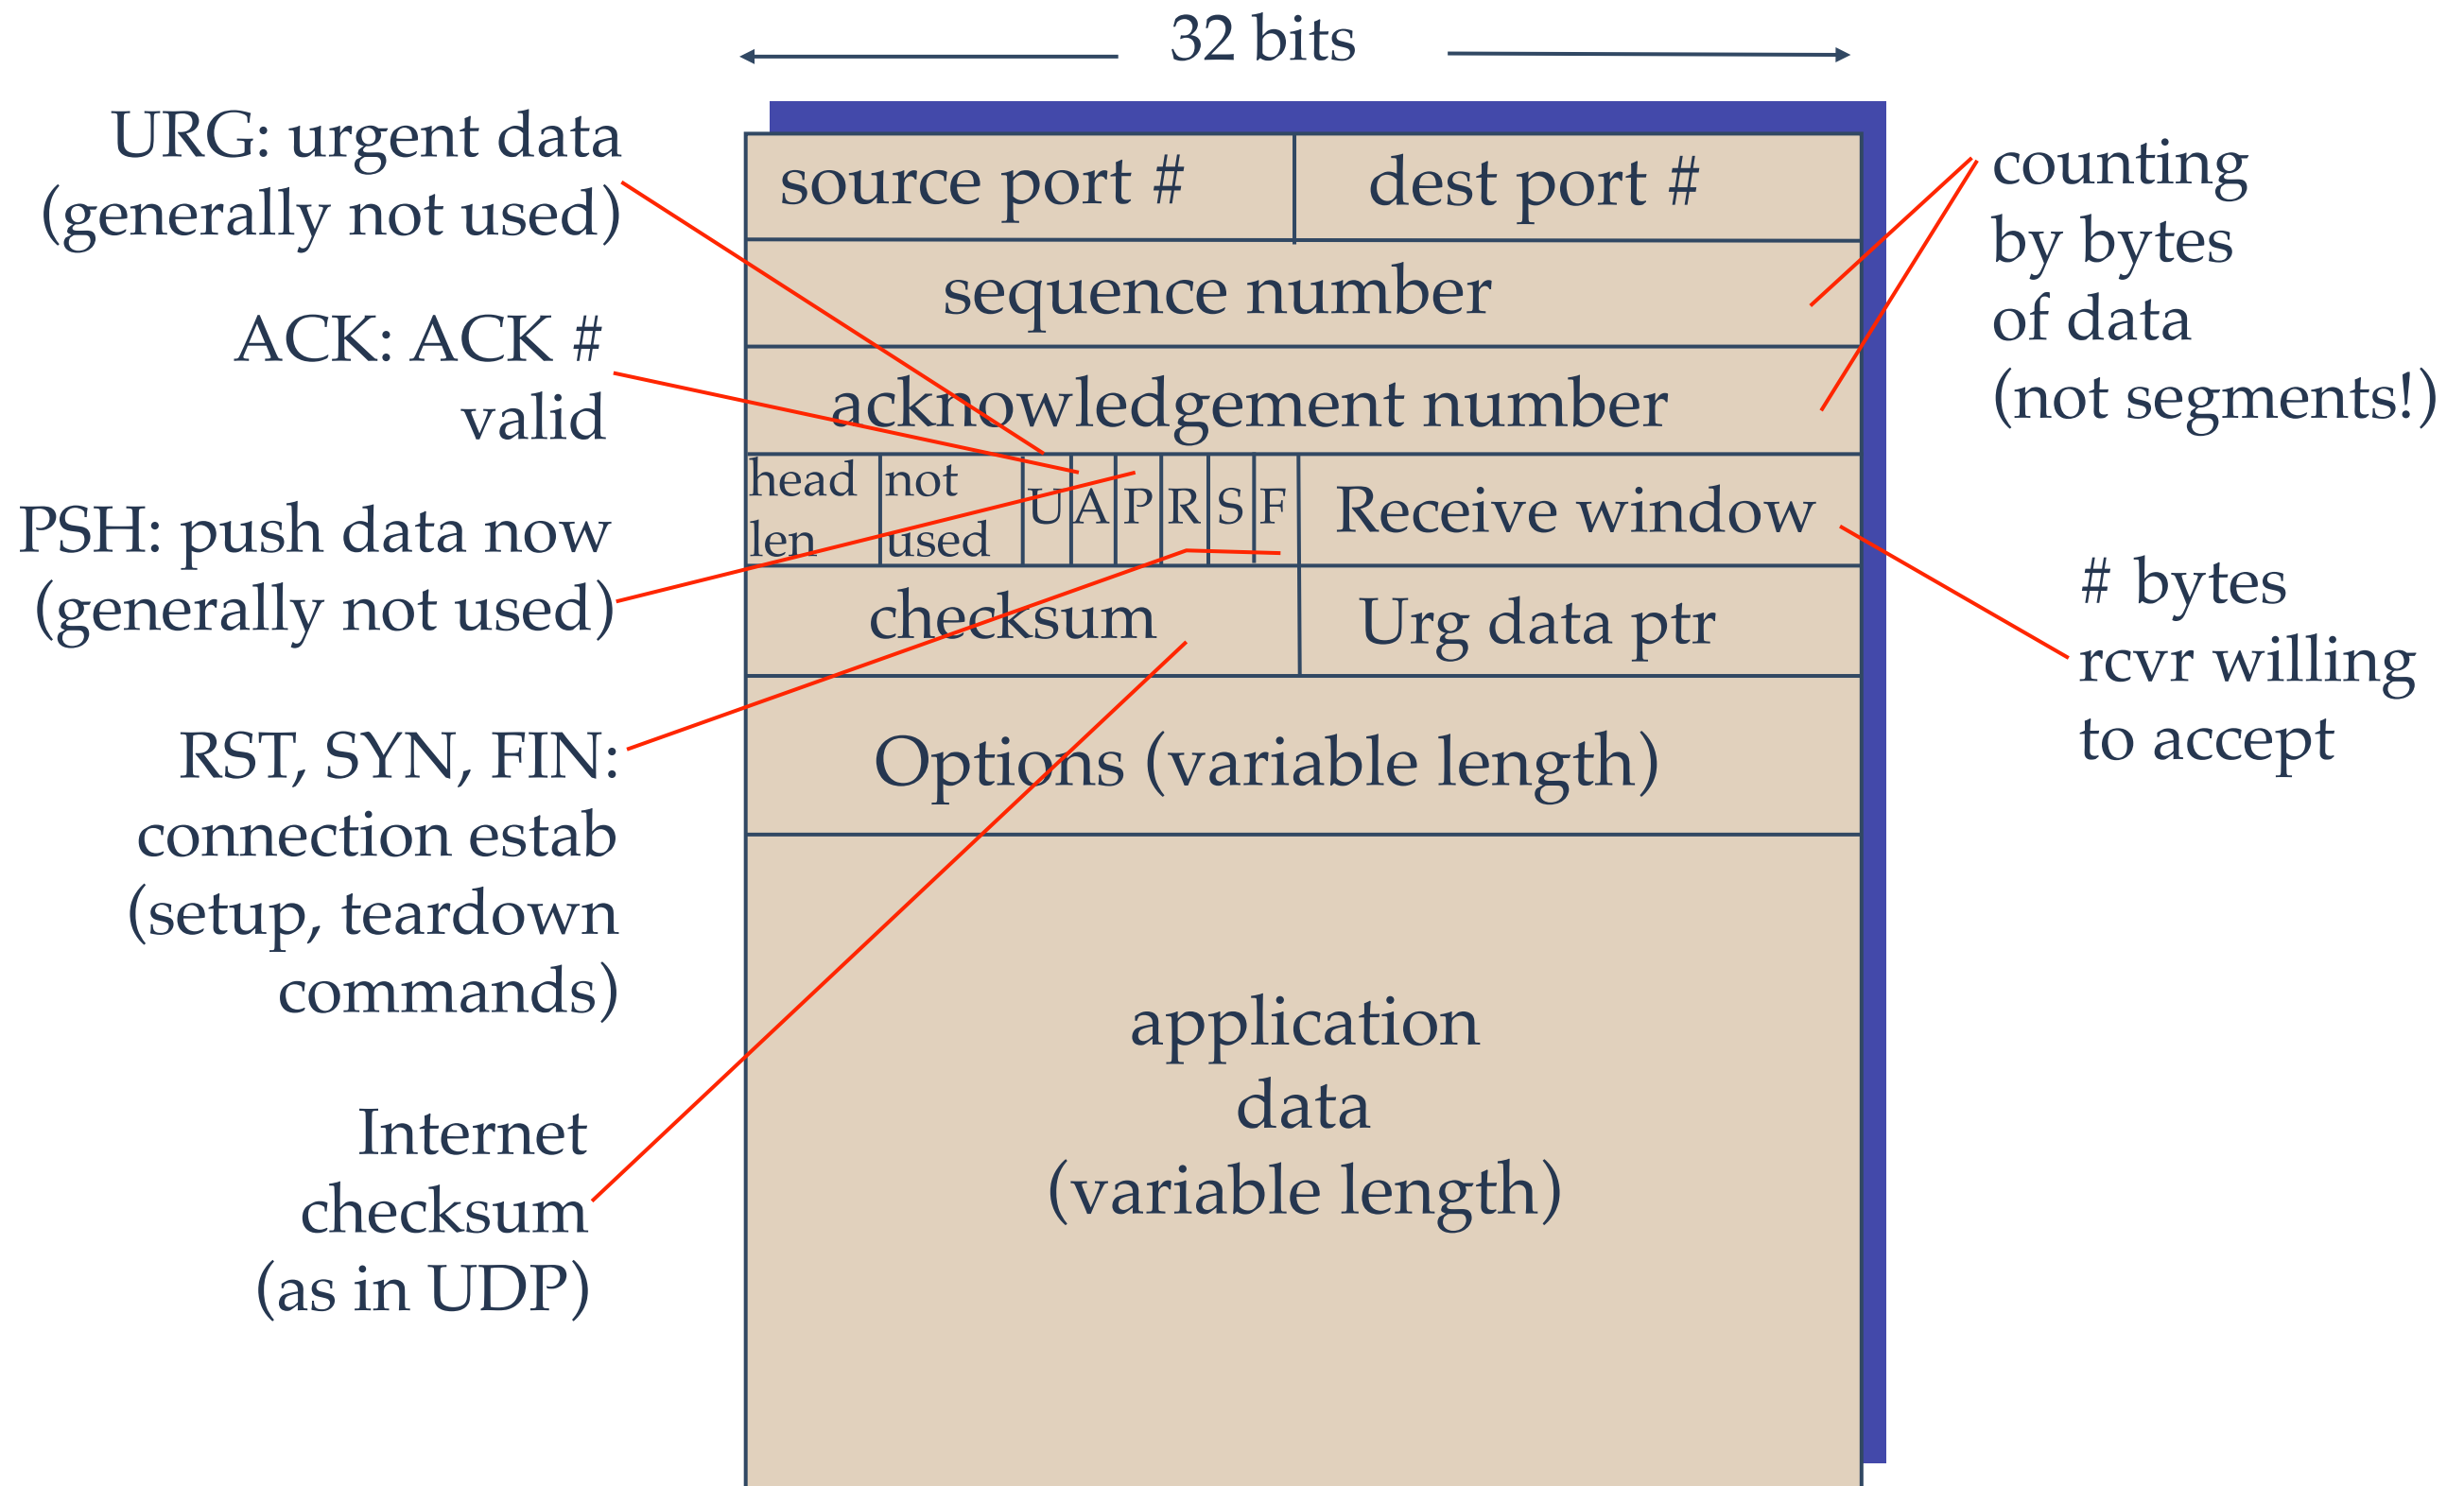 32 bits
URG: urgent data
(generally not used)
ACK: ACK #
valid
PSH: push data now
(generally not used)
RST, SYN, FIN:
connection estab
(setup, teardown
commands)
Internet
checksum
(as in UDP)
source port #
dest port #
sequence number
acknowledgement number
head
len
not
used
U
A
P
R
S
F
Receive window
checksum
Urg data ptr
Options (variable length)
application
data
(variable length)
counting
by bytes
of data
(not segments!)
# bytes
rcvr willing
to accept